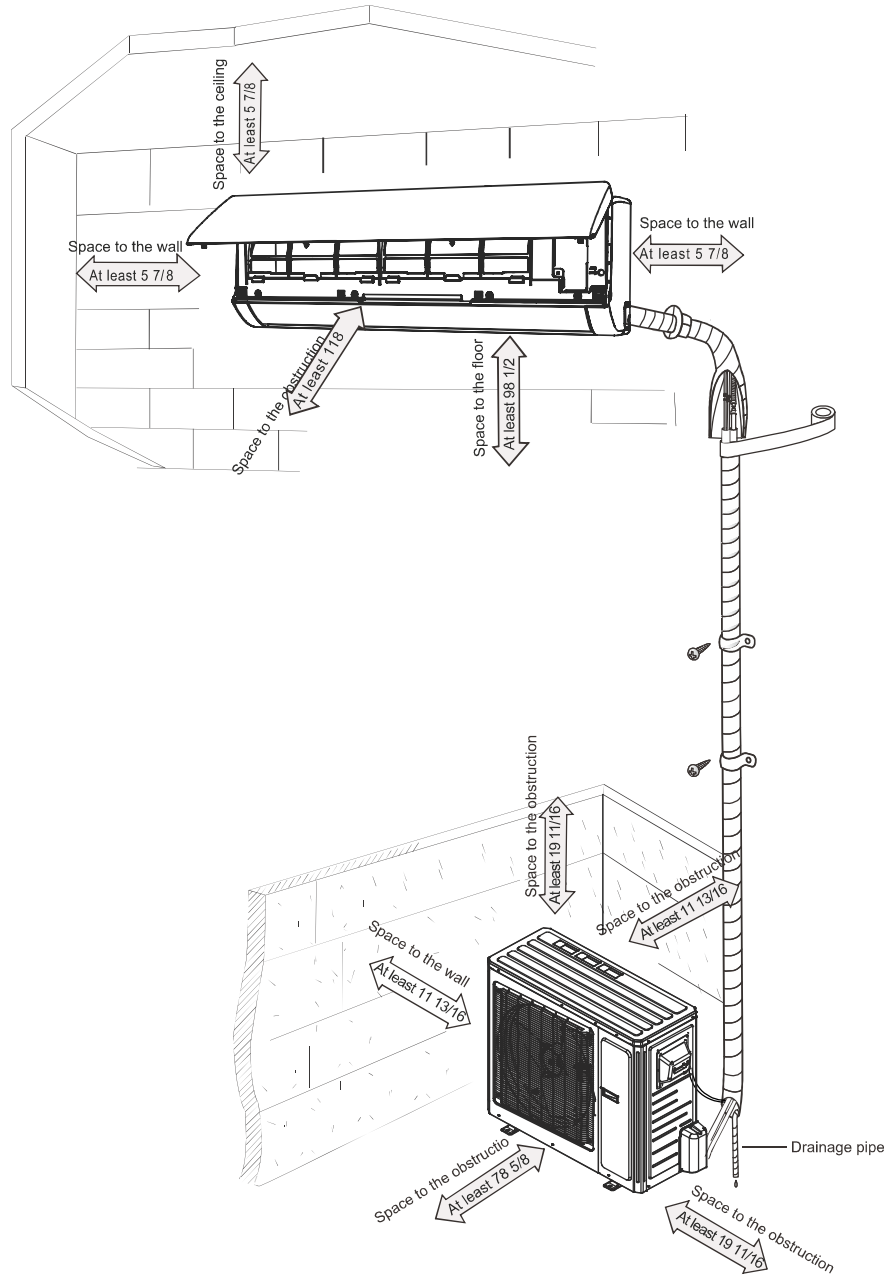 Space to the ceiling
At least 5 7/8
Space to the wall
At least 5 7/8
Space to the wall
At least 5 7/8
Space to the obstruction
At least 118
Space to the floor
At least 98 1/2
Space to the obstruction
At least 19 11/16
Space to the obstruction
At least 11 13/16
Space to the wall
At least 11 13/16
Drainage pipe
Space to the obstructio
At least 78 5/8
Space to the obstruction
At least 19 11/16